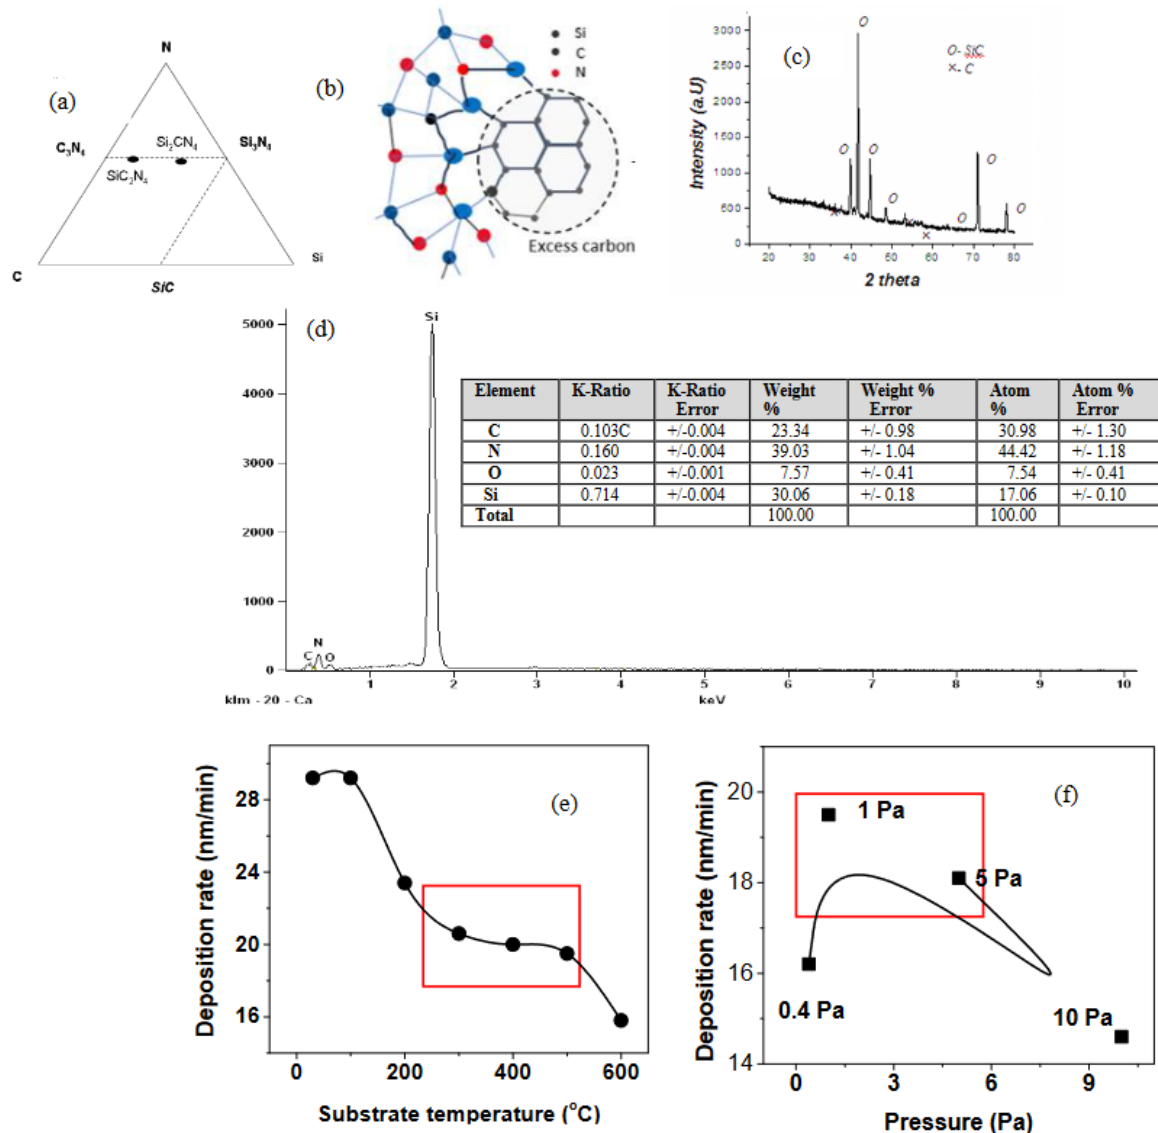 (a)
N
C3N4
Si2CN4
Si3N4
SiC2N4
C
SiC
Si
(b)
Si
C
N
Excess carbon
(c)
O
O- SiC
×- C
O
O
O
O
O
O
×
×
3000
2500
2000
1500
1000
500
0
20 30 40 50 60 70 80
Intensity (a.U)
2 theta
(d)
Si
5000
4000
3000
2000
1000
0
C N O
1 2 3 4 5 6 7 8 9 10
klm - 20 - Ca
keV
Element K-Ratio K-Ratio Error Weight % Weight % Error Atom % Atom % Error
C 0.103C +/-0.004 23.34 +/- 0.98 30.98 +/- 1.30
N 0.160 +/-0.004 39.03 +/- 1.04 44.42 +/- 1.18
O 0.023 +/-0.001 7.57 +/- 0.41 7.54 +/- 0.41
Si 0.714 +/-0.004 30.06 +/- 0.18 17.06 +/- 0.10
Total 100.00 100.00
(e)
28
24
20
16
0 200 400 600
Deposition rate (nm/min)
Substrate temperature (°C)
(f)
20
18
16
14
0 3 6 9
1 Pa
5 Pa
0.4 Pa
10 Pa
Deposition rate (nm/min)
Pressure (Pa)